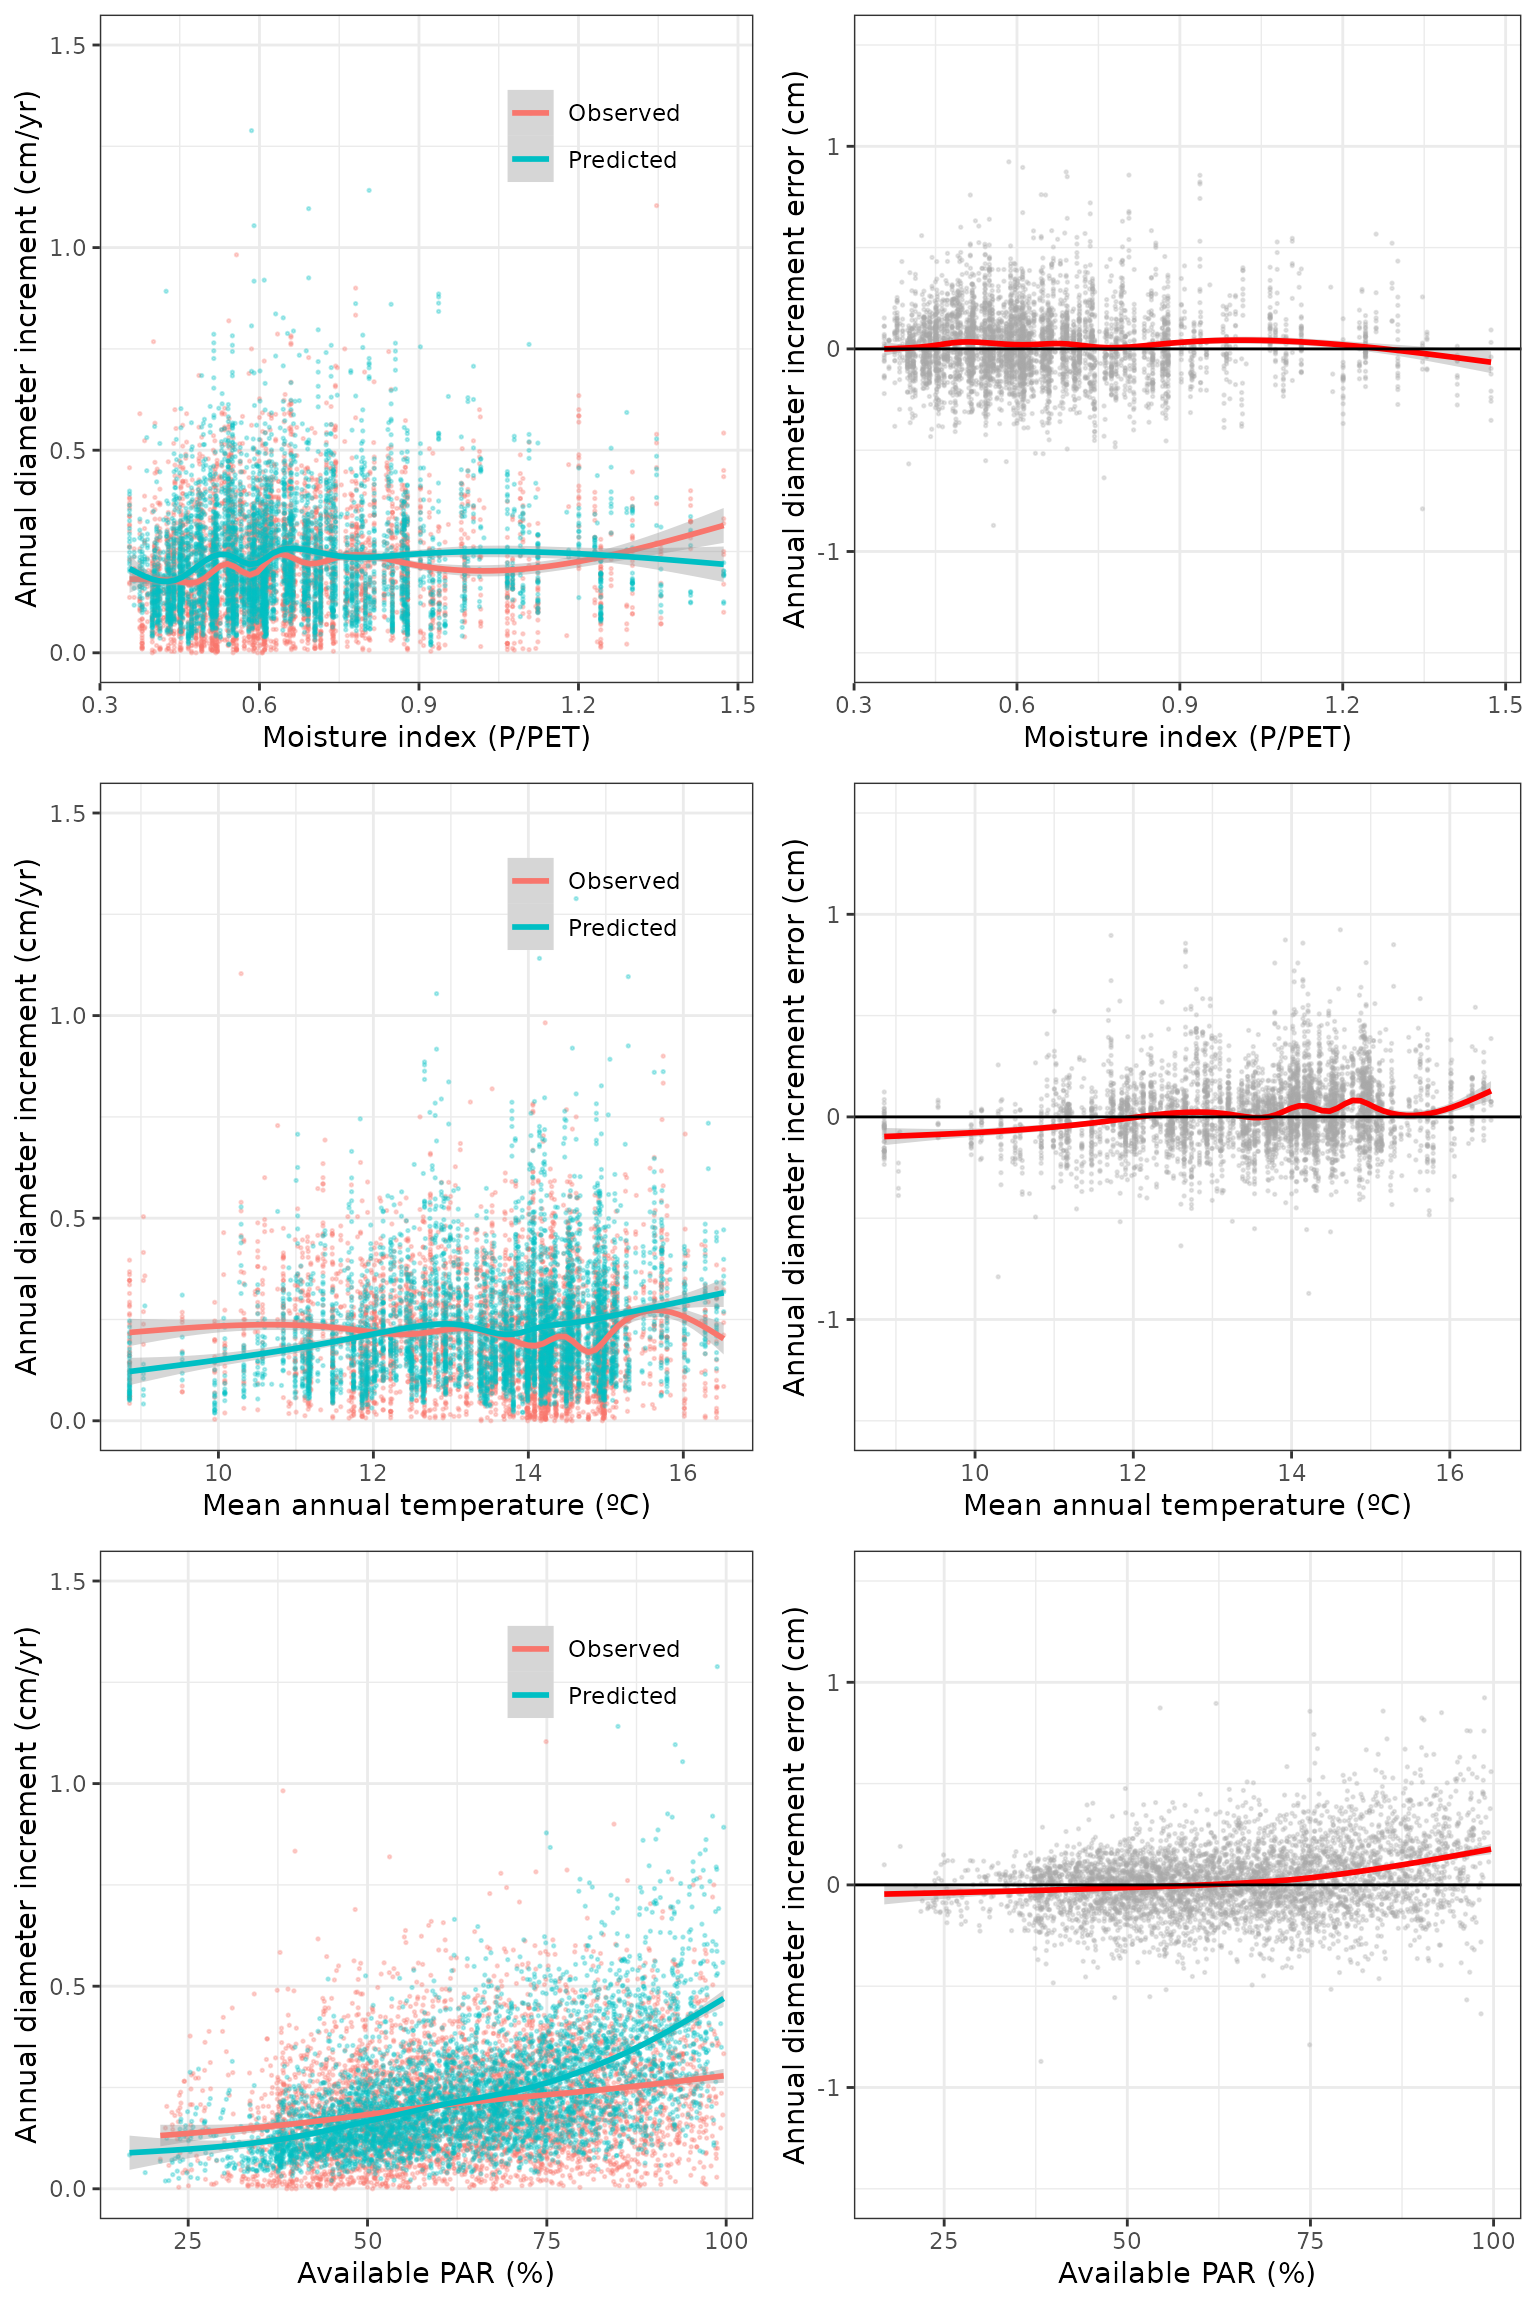 Annual diameter increment (cm/yr)
1.5
1.0
0.5
0.0
Observed
Predicted
0.3 0.6 0.9 1.2 1.5
Moisture index (P/PET)
Annual diameter increment error (cm)
1
0
-1
0.3 0.6 0.9 1.2 1.5
Moisture index (P/PET)
Annual diameter increment (cm/yr)
1.5
1.0
0.5
0.0
Observed
Predicted
10 12 14 16
Mean annual temperature (ºC)
Annual diameter increment error (cm)
1
0
-1
10 12 14 16
Mean annual temperature (ºC)
Annual diameter increment (cm/yr)
1.5
1.0
0.5
0.0
Observed
Predicted
25 50 75 100
Available PAR (%)
Annual diameter increment error (cm)
1
0
-1
25 50 75 100
Available PAR (%)